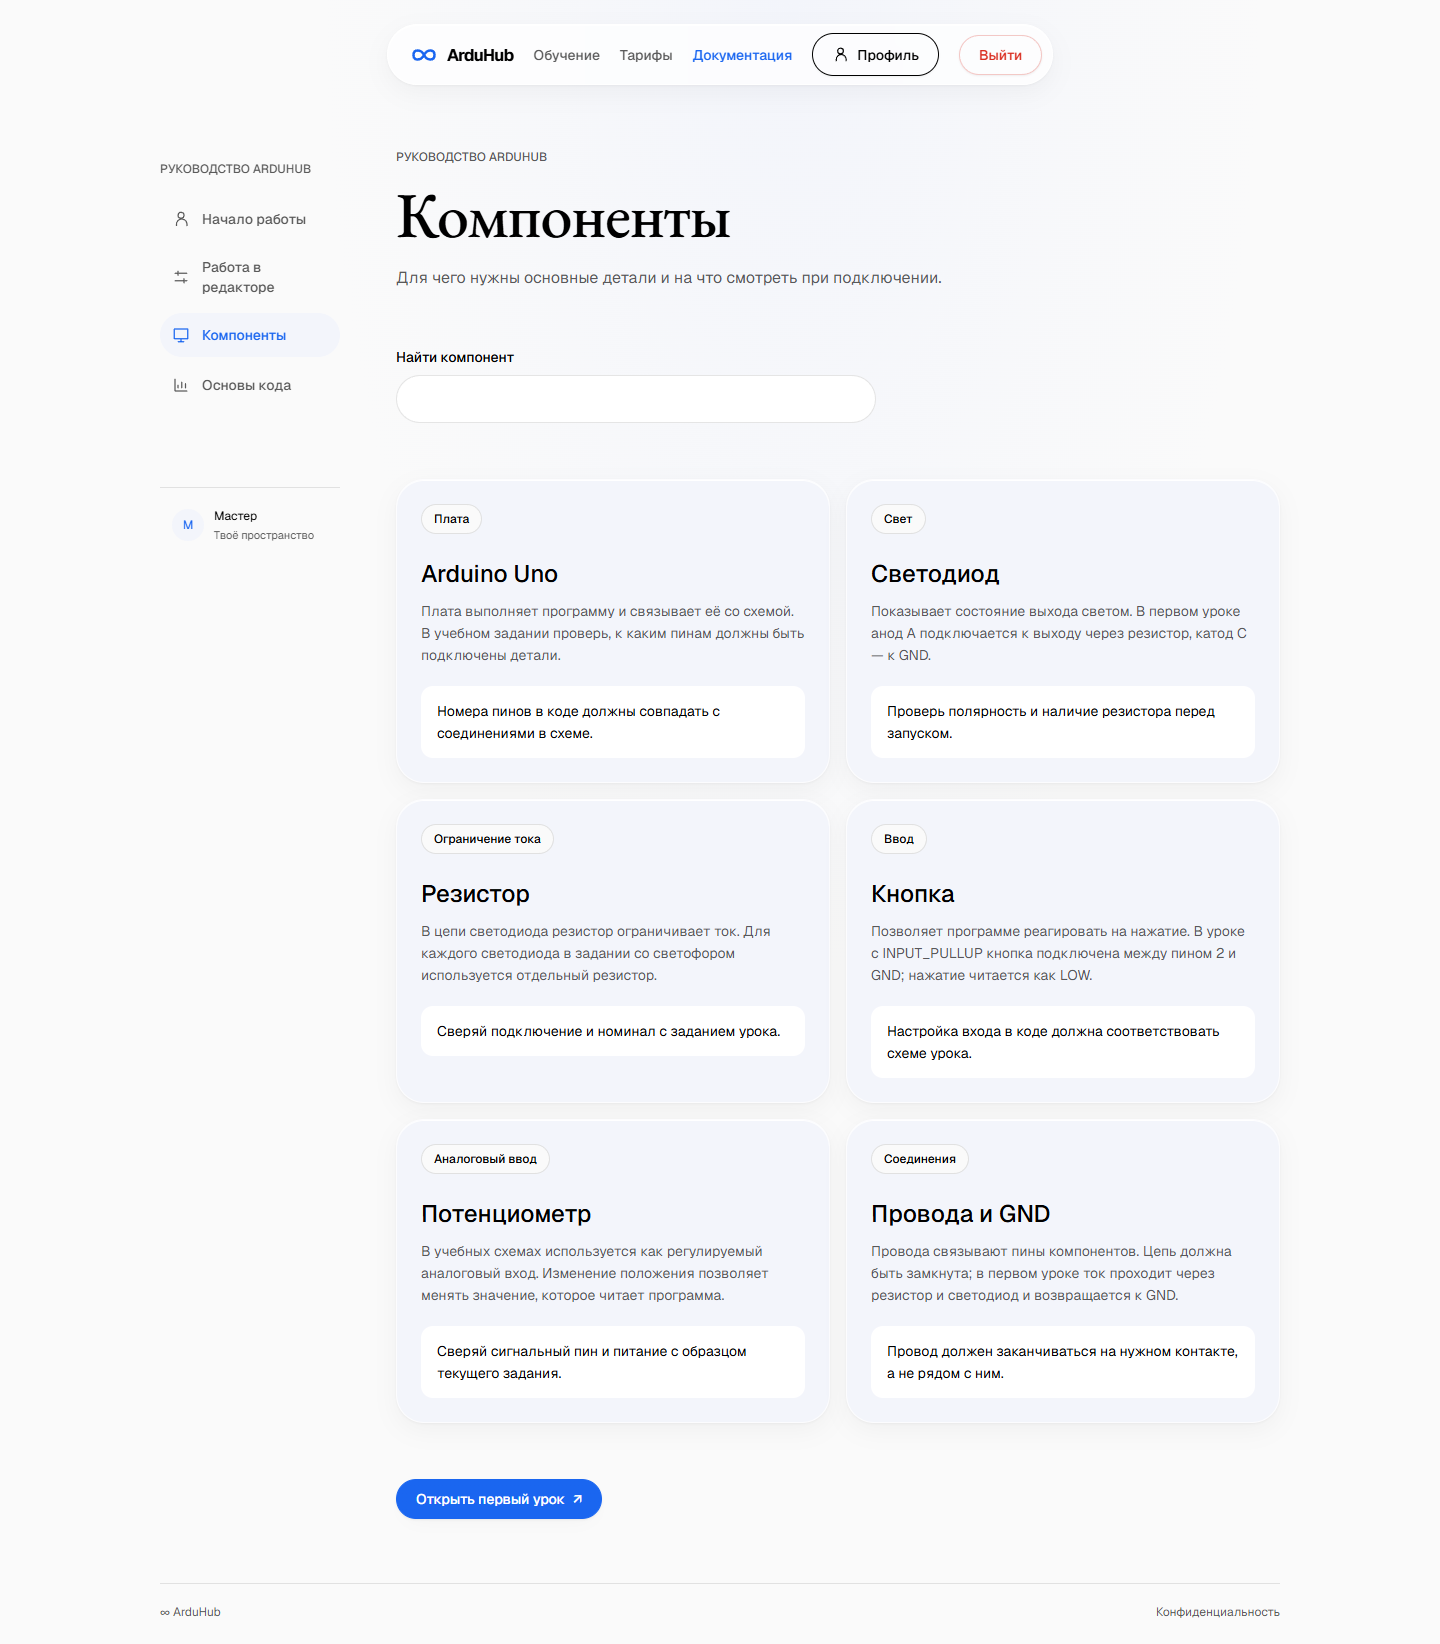 ArduHub
Обучение
Тарифы
Документация
Профиль
Выйти
РУКОВОДСТВО ARDUHUB
Начало работы
Работа в
редакторе
Компоненты
Основы кода
М
Мастер
Твоё пространство
РУКОВОДСТВО ARDUHUB
Компоненты
Для чего нужны основные детали и на что смотреть при подключении.
Найти компонент
Плата
Arduino Uno
Плата выполняет программу и связывает её со схемой.
В учебном задании проверь, к каким пинам должны быть
подключены детали.
Номера пинов в коде должны совпадать с
соединениями в схеме.
Свет
Светодиод
Показывает состояние выхода светом. В первом уроке
анод A подключается к выходу через резистор, катод C
— к GND.
Проверь полярность и наличие резистора перед
запуском.
Ограничение тока
Резистор
В цепи светодиода резистор ограничивает ток. Для
каждого светодиода в задании со светофором
используется отдельный резистор.
Сверяй подключение и номинал с заданием урока.
Ввод
Кнопка
Позволяет программе реагировать на нажатие. В уроке
с INPUT_PULLUP кнопка подключена между пином 2 и
GND; нажатие читается как LOW.
Настройка входа в коде должна соответствовать
схеме урока.
Аналоговый ввод
Потенциометр
В учебных схемах используется как регулируемый
аналоговый вход. Изменение положения позволяет
менять значение, которое читает программа.
Сверяй сигнальный пин и питание с образцом
текущего задания.
Соединения
Провода и GND
Провода связывают пины компонентов. Цепь должна
быть замкнута; в первом уроке ток проходит через
резистор и светодиод и возвращается к GND.
Провод должен заканчиваться на нужном контакте,
а не рядом с ним.
Открыть первый урок
∞ ArduHub
Конфиденциальность